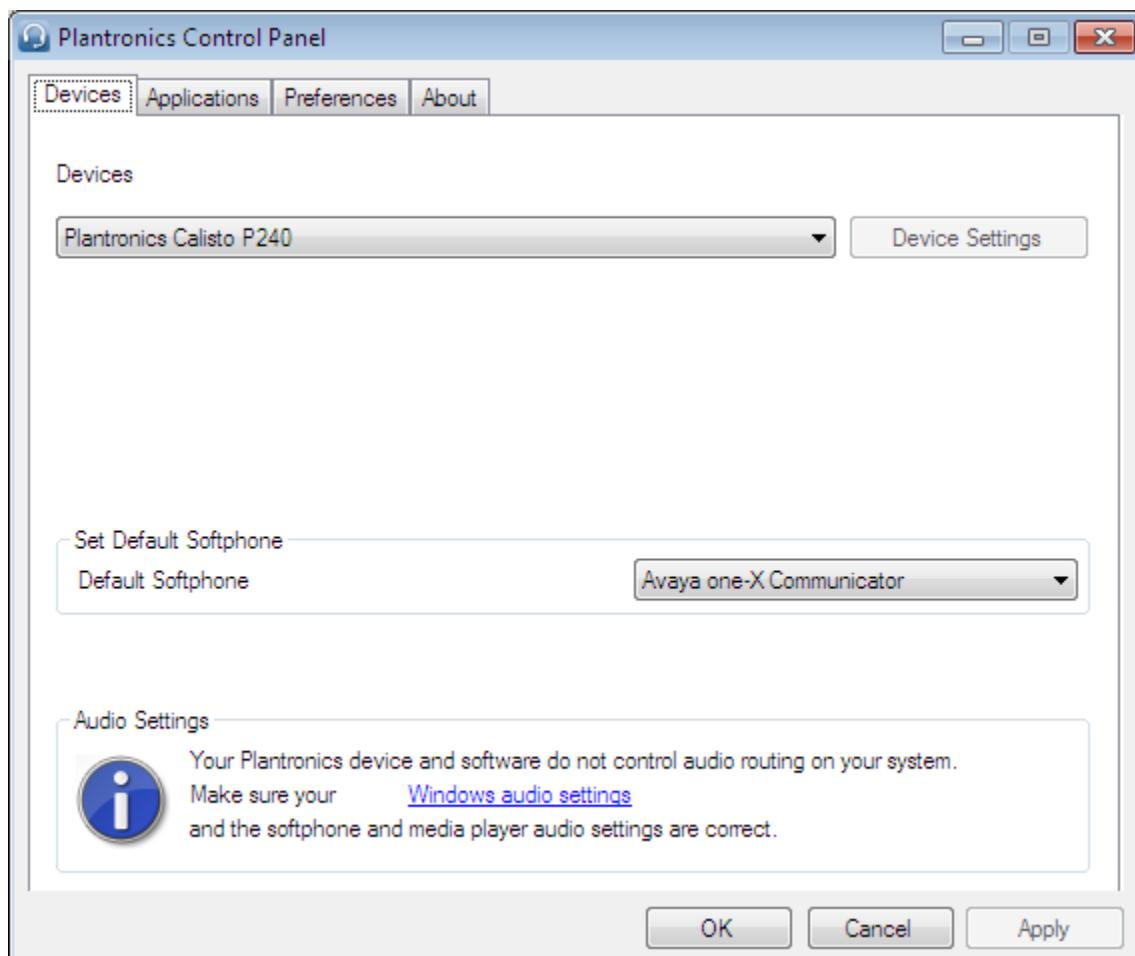 Plantronics Control Panel
Devices Applications Preferences About
Devices
Plantronics Calisto P240 Device Settings
Set Default Softphone
Default Softphone Avaya one-X Communicator
Audio Settings
Your Plantronics device and software do not control audio routing on your system.
Make sure your Windows audio settings
and the softphone and media player audio settings are correct.
OK Cancel Apply